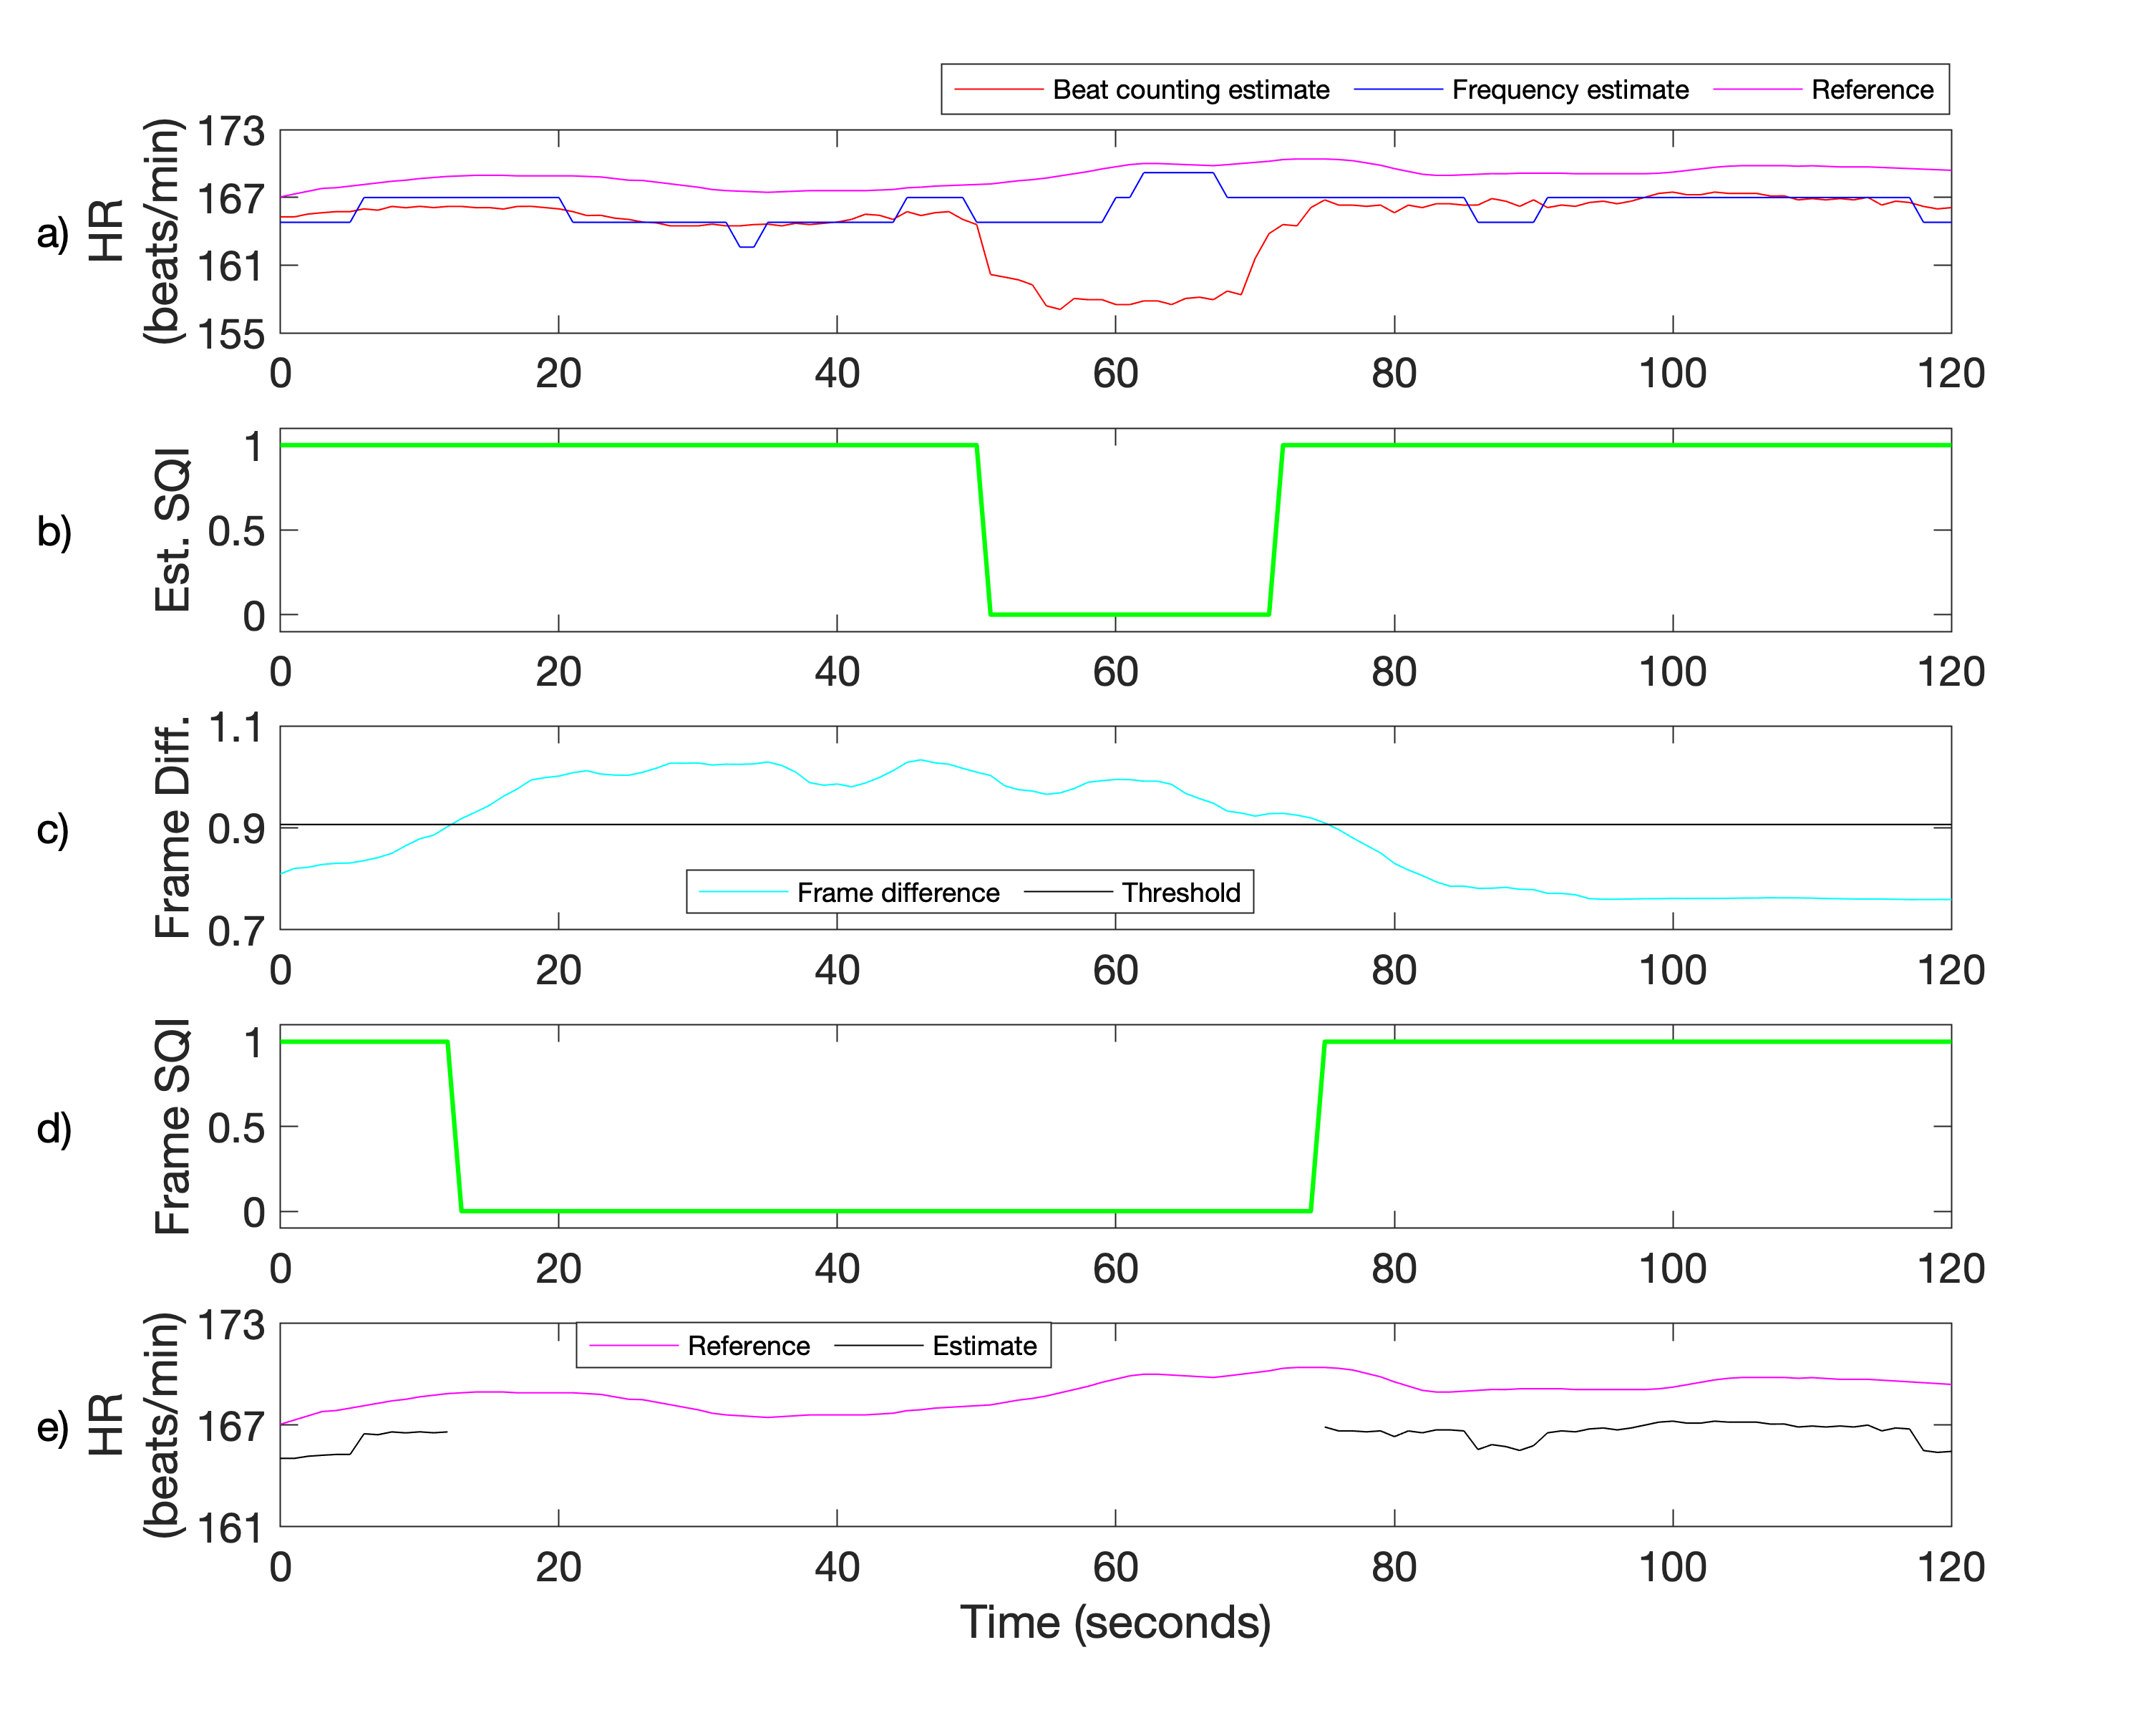 Beat counting estimate Frequency estimate Reference
a)
HR
(beats/min)
173
167
161
155
0 20 40 60 80 100 120
b)
Est. SQI
1
0.5
0
0 20 40 60 80 100 120
c)
Frame Diff.
1.1
0.9
0.7
Frame difference Threshold
0 20 40 60 80 100 120
d)
Frame SQI
1
0.5
0
0 20 40 60 80 100 120
e)
HR
(beats/min)
173
167
161
Reference Estimate
0 20 40 60 80 100 120
Time (seconds)